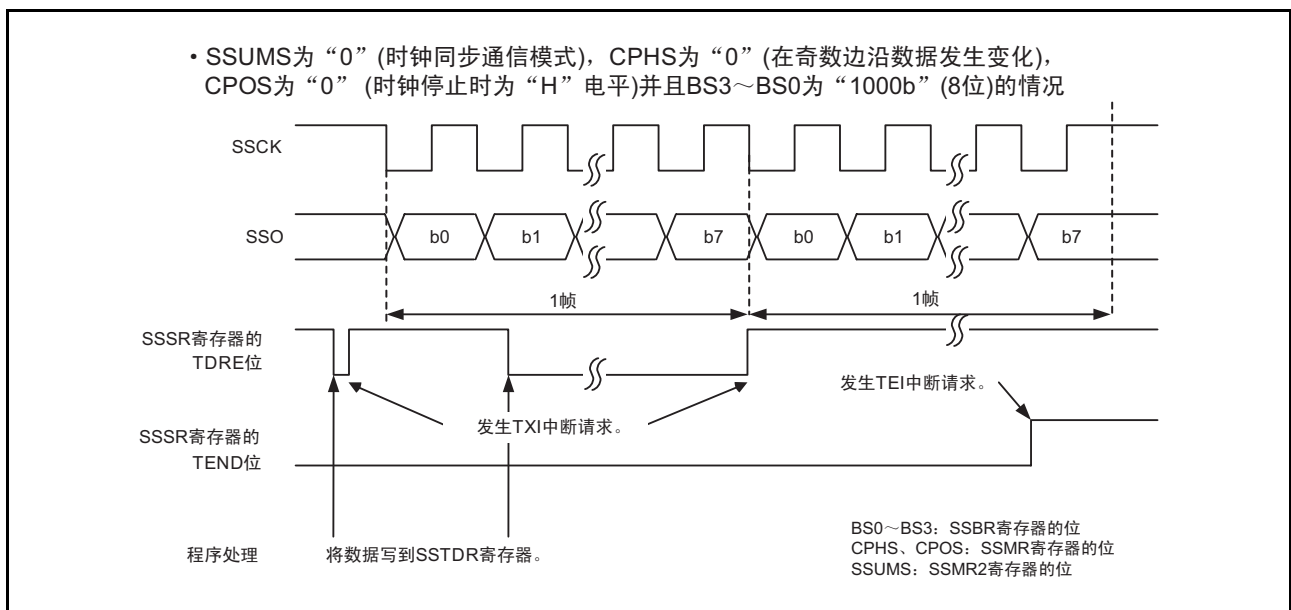 • SSUMS为“0”(时钟同步通信模式)，CPHS为“0”(在奇数边沿数据发生变化)，
CPOS为“0” (时钟停止时为“H”电平)并且BS3～BS0为“1000b”(8位)的情况
SSCK
SSO
b0
b1
b7
b0
b1
b7
1帧
1帧
SSSR寄存器的
TDRE位
发生TEI中断请求。
发生TXI中断请求。
SSSR寄存器的
TEND位
程序处理
将数据写到SSTDR寄存器。
BS0～BS3：SSBR寄存器的位
CPHS、CPOS：SSMR寄存器的位
SSUMS：SSMR2寄存器的位